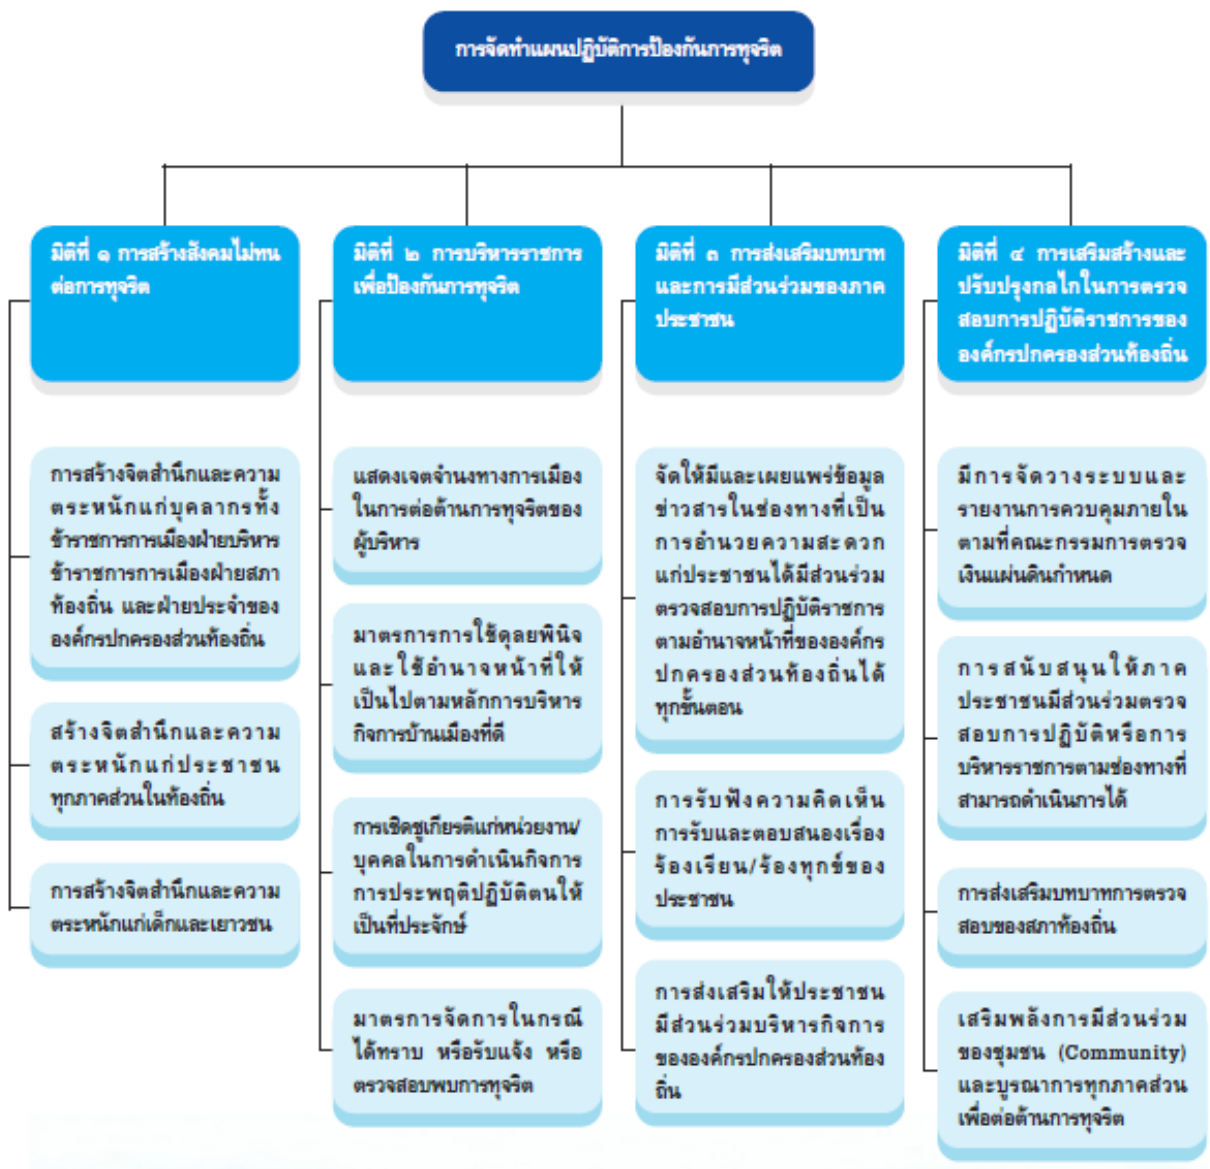 การจัดทำแผนปฏิบัติการป้องกันการทุจริต
มิติที่ ๑ การสร้างสังคมไม่ทน
ต่อการทุจริต
การสร้างจิตสำนึกและความ
ตระหนักแก่บุคลากรทั้ง
ข้าราชการการเมืองฝ่ายบริหาร
ข้าราชการการเมืองฝ่ายสภา
ท้องถิ่น และฝ่ายประจำของ
องค์กรปกครองส่วนท้องถิ่น
สร้างจิตสำนึกและความ
ตระหนักแก่ประชาชน
ทุกภาคส่วนในท้องถิ่น
การสร้างจิตสำนึกและความ
ตระหนักแก่เด็กและเยาวชน
มิติที่ ๒ การบริหารราชการ
เพื่อป้องกันการทุจริต
แสดงเจตจำนงทางการเมือง
ในการต่อต้านการทุจริตของ
ผู้บริหาร
มาตรการการใช้ดุลยพินิจ
และใช้อำนาจหน้าที่ให้
เป็นไปตามหลักการบริหาร
กิจการบ้านเมืองที่ดี
การเชิดชูเกียรติแก่หน่วยงาน/
บุคคลในการดำเนินกิจการ
การประพฤติปฏิบัติตนให้
เป็นที่ประจักษ์
มาตรการจัดการในกรณี
ได้ทราบ หรือรับแจ้ง หรือ
ตรวจสอบพบการทุจริต
มิติที่ ๓ การส่งเสริมบทบาท
และการมีส่วนร่วมของภาค
ประชาชน
จัดให้มีและเผยแพร่ข้อมูล
ข่าวสารในช่องทางที่เป็น
การอำนวยความสะดวก
แก่ประชาชนได้มีส่วนร่วม
ตรวจสอบการปฏิบัติราชการ
ตามอำนาจหน้าที่ขององค์กร
ปกครองส่วนท้องถิ่นได้
ทุกขั้นตอน
การรับฟังความคิดเห็น
การรับและตอบสนองเรื่อง
ร้องเรียน/ร้องทุกข์ของ
ประชาชน
การส่งเสริมให้ประชาชน
มีส่วนร่วมบริหารกิจการ
ขององค์กรปกครองส่วนท้อง
ถิ่น
มิติที่ ๔ การเสริมสร้างและ
ปรับปรุงกลไกในการตรวจ
สอบการปฏิบัติราชการของ
องค์กรปกครองส่วนท้องถิ่น
มีการจัดวางระบบและ
รายงานการควบคุมภายใน
ตามที่คณะกรรมการตรวจ
เงินแผ่นดินกำหนด
การสนับสนุนให้ภาค
ประชาชนมีส่วนร่วมตรวจ
สอบการปฏิบัติหรือการ
บริหารราชการตามช่องทางที่
สามารถดำเนินการได้
การส่งเสริมบทบาทการตรวจ
สอบของสภาท้องถิ่น
เสริมพลังการมีส่วนร่วม
ของชุมชน (Community)
และบูรณาการทุกภาคส่วน
เพื่อต่อต้านการทุจริต